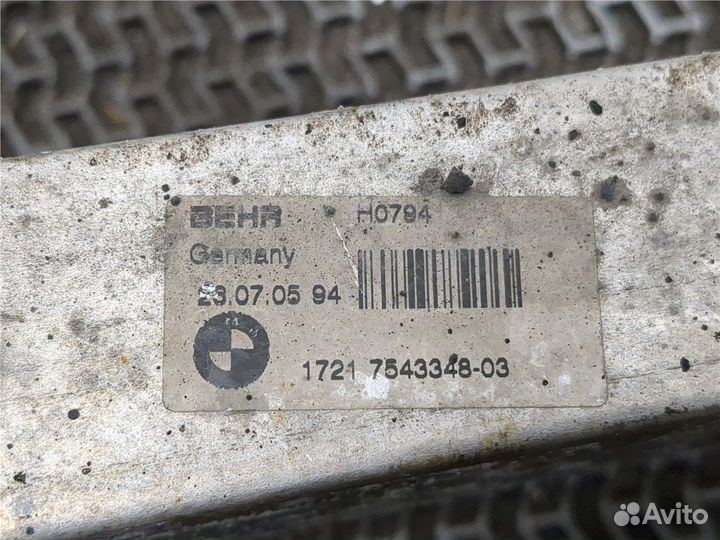 BEHR H0794
Germany
23.07.05 94
1721 7543348-03
Avito